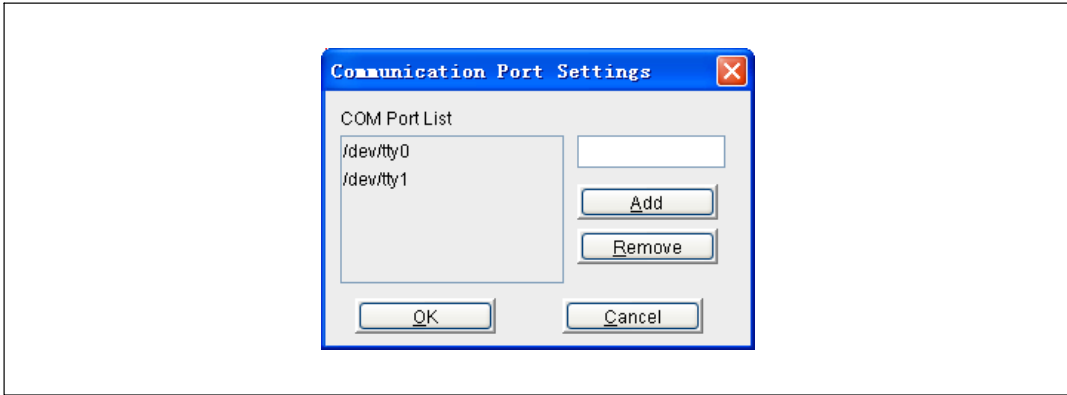 Communication Port Settings
COM Port List
/dev/tty0
/dev/tty1
Add
Remove
OK
Cancel